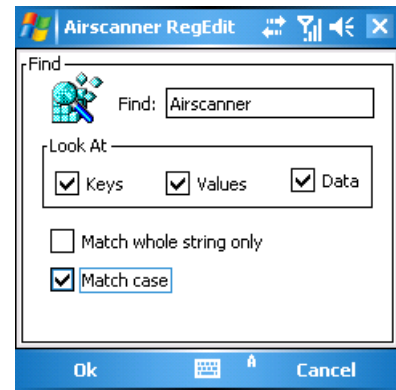 Airscanner RegEdit
Find
Find: Airscanner
Look At
Keys Values Data
Match whole string only
Match case
Ok A Cancel